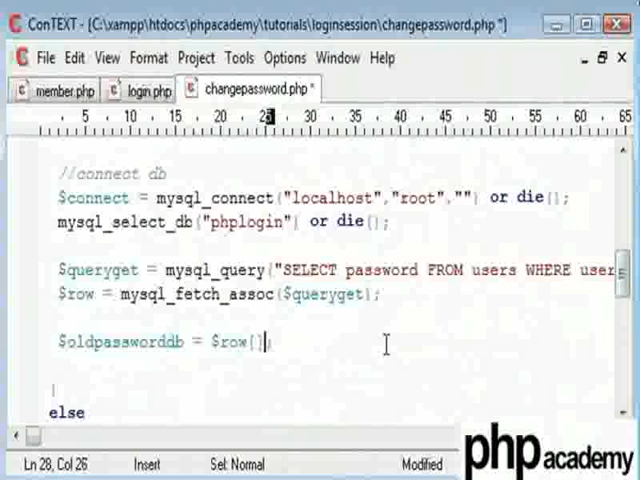 ConTEXT - [C:\xampp\htdocs\phpacademy\tutorials\loginsession\changepassword.php *]
File Edit View Format Project Tools Options Window Help
member.php login.php changepassword.php *
5 10 15 20 25 30 35 40 45 50 55 60 65
//connect db
$connect = mysql_connect("localhost","root","") or die();
mysql_select_db("phplogin") or die();
$queryget = mysql_query("SELECT password FROM users WHERE user
$row = mysql_fetch_assoc($queryget);
$oldpassworddb = $row[];
}
else
Ln 28, Col 26 Insert Sel: Normal Modified
php academy